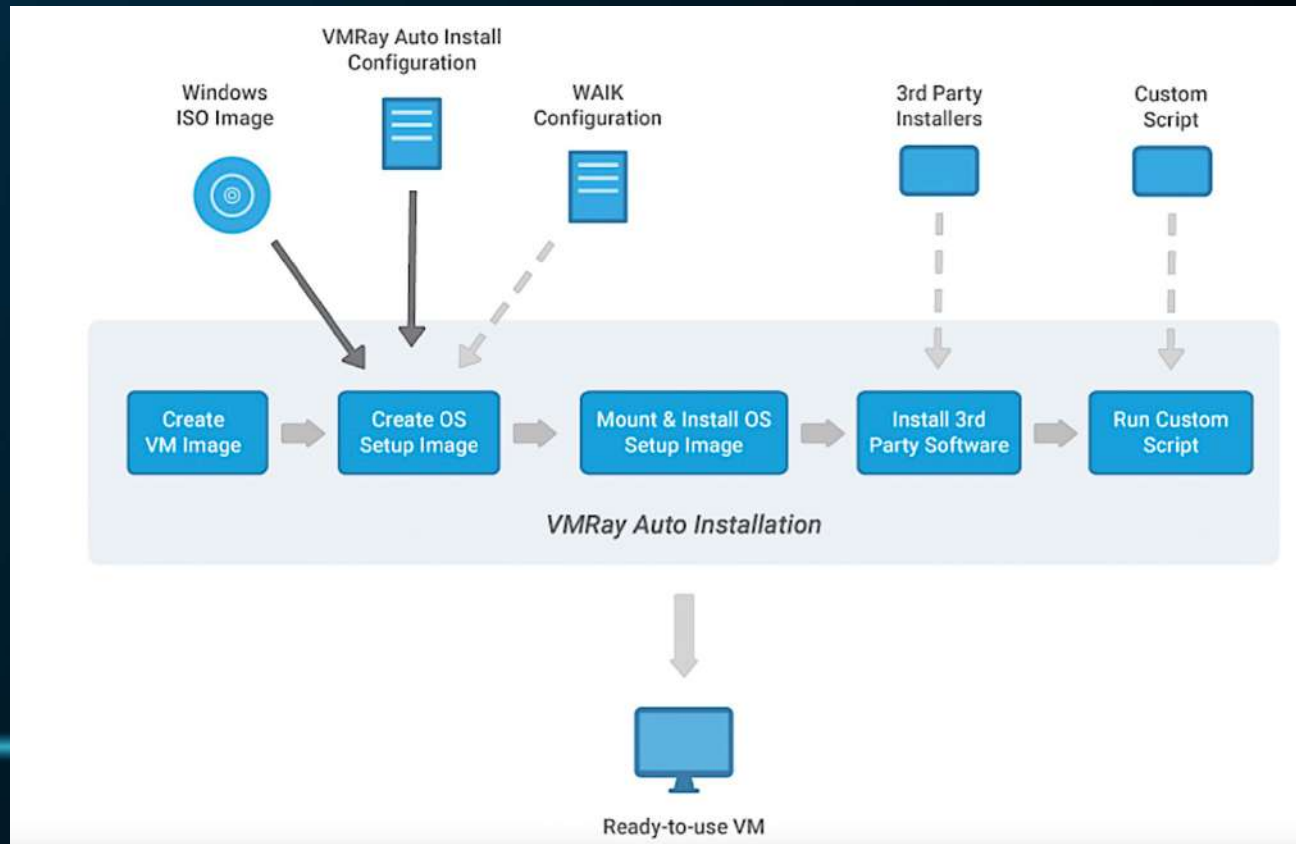 VMRay Auto Install
Configuration
Windows
ISO Image
WAIK
Configuration
3rd Party
Installers
Custom
Script
Create
VM Image
Create OS
Setup Image
Mount & Install OS
Setup Image
Install 3rd
Party Software
Run Custom
Script
VMRay Auto Installation
Ready-to-use VM